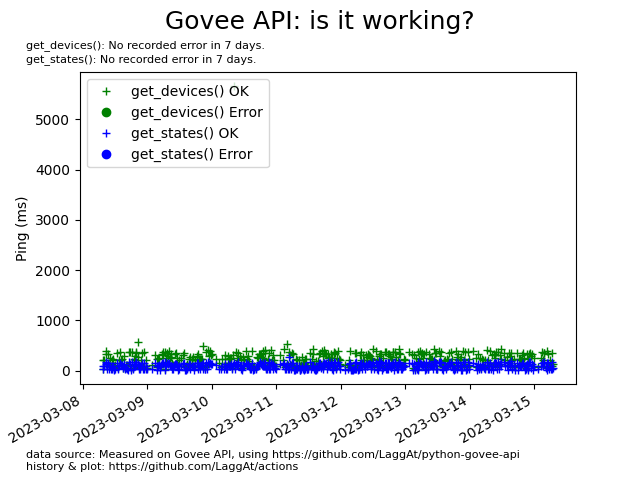 Govee API: is it working?
get_devices(): No recorded error in 7 days.
get_states(): No recorded error in 7 days.
get_devices() OK
get_devices() Error
get_states() OK
get_states() Error
Ping (ms)
5000
4000
3000
2000
1000
0
2023-03-08
2023-03-09
2023-03-10
2023-03-11
2023-03-12
2023-03-13
2023-03-14
2023-03-15
data source: Measured on Govee API, using https://github.com/LaggAt/python-govee-api
history & plot: https://github.com/LaggAt/actions